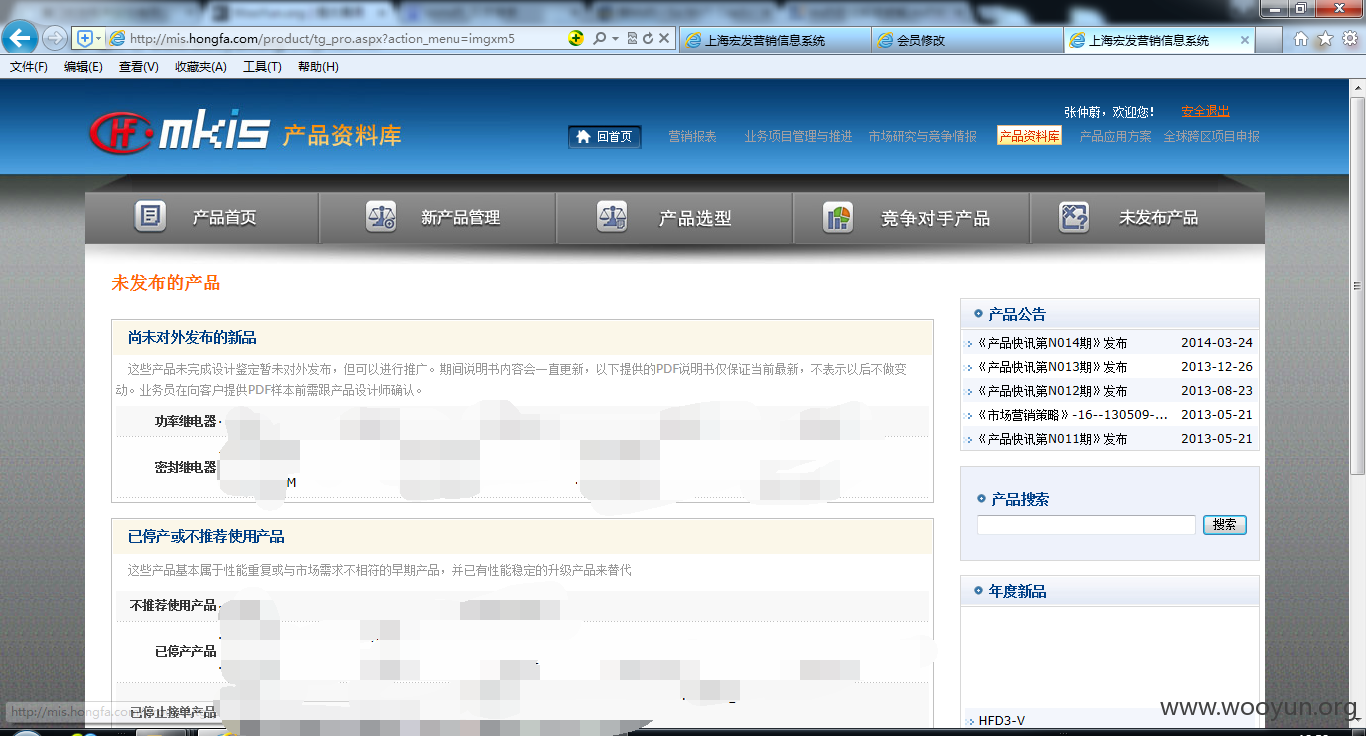 http://mis.hongfa.com/product/tg_pro.aspx?action_menu=imgxm5
上海宏发营销信息系统
会员修改
上海宏发营销信息系统
文件(F) 编辑(E) 查看(V) 收藏夹(A) 工具(T) 帮助(H)
张仲蔚，欢迎您！ 安全退出
HF mkis 产品资料库
回首页 营销报表 业务项目管理与推进 市场研究与竞争情报 产品资料库 产品应用方案 全球跨区项目申报
产品首页 新产品管理 产品选型 竞争对手产品 未发布产品
未发布的产品
尚未对外发布的新品
这些产品未完成设计鉴定暂未对外发布，但可以进行推广。期间说明书内容会一直更新，以下提供的PDF说明书仅保证当前最新，不表示以后不做变
动。业务员在向客户提供PDF样本前需跟产品设计师确认。
功率继电器
密封继电器
M
已停产或不推荐使用产品
这些产品基本属于性能重复或与市场需求不相符的早期产品，并已有性能稳定的升级产品来替代
不推荐使用产品
已停产产品
已停止接单产品
产品公告
《产品快讯第N014期》发布 2014-03-24
《产品快讯第N013期》发布 2013-12-26
《产品快讯第N012期》发布 2013-08-23
《市场营销策略》-16--130509-... 2013-05-21
《产品快讯第N011期》发布 2013-05-21
产品搜索
搜索
年度新品
HFD3-V
http://mis.hongfa.co
www.wooyun.org